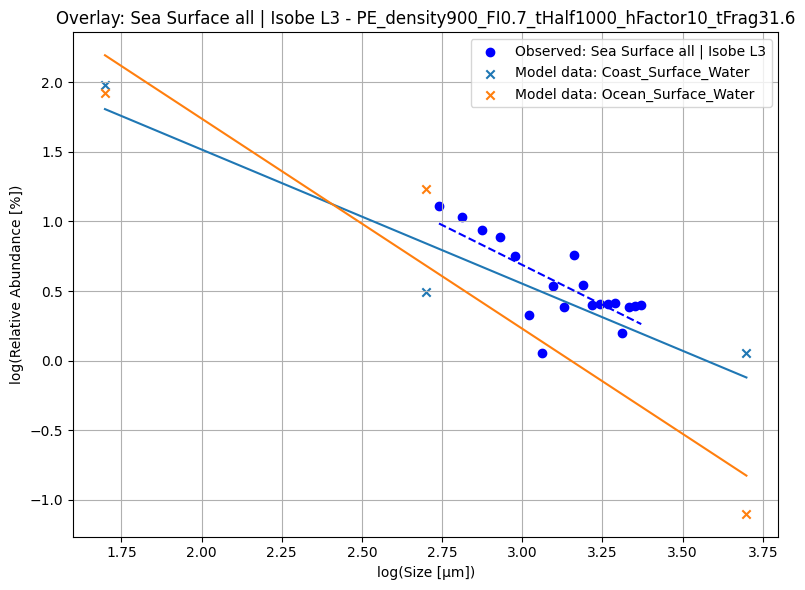 Overlay: Sea Surface all | Isobe L3 - PE_density900_FI0.7_tHalf1000_hFactor10_tFrag31.6
Observed: Sea Surface all | Isobe L3
Model data: Coast_Surface_Water
Model data: Ocean_Surface_Water
log(Relative Abundance [%])
2.0
1.5
1.0
0.5
0.0
−0.5
−1.0
1.75 2.00 2.25 2.50 2.75 3.00 3.25 3.50 3.75
log(Size [μm])